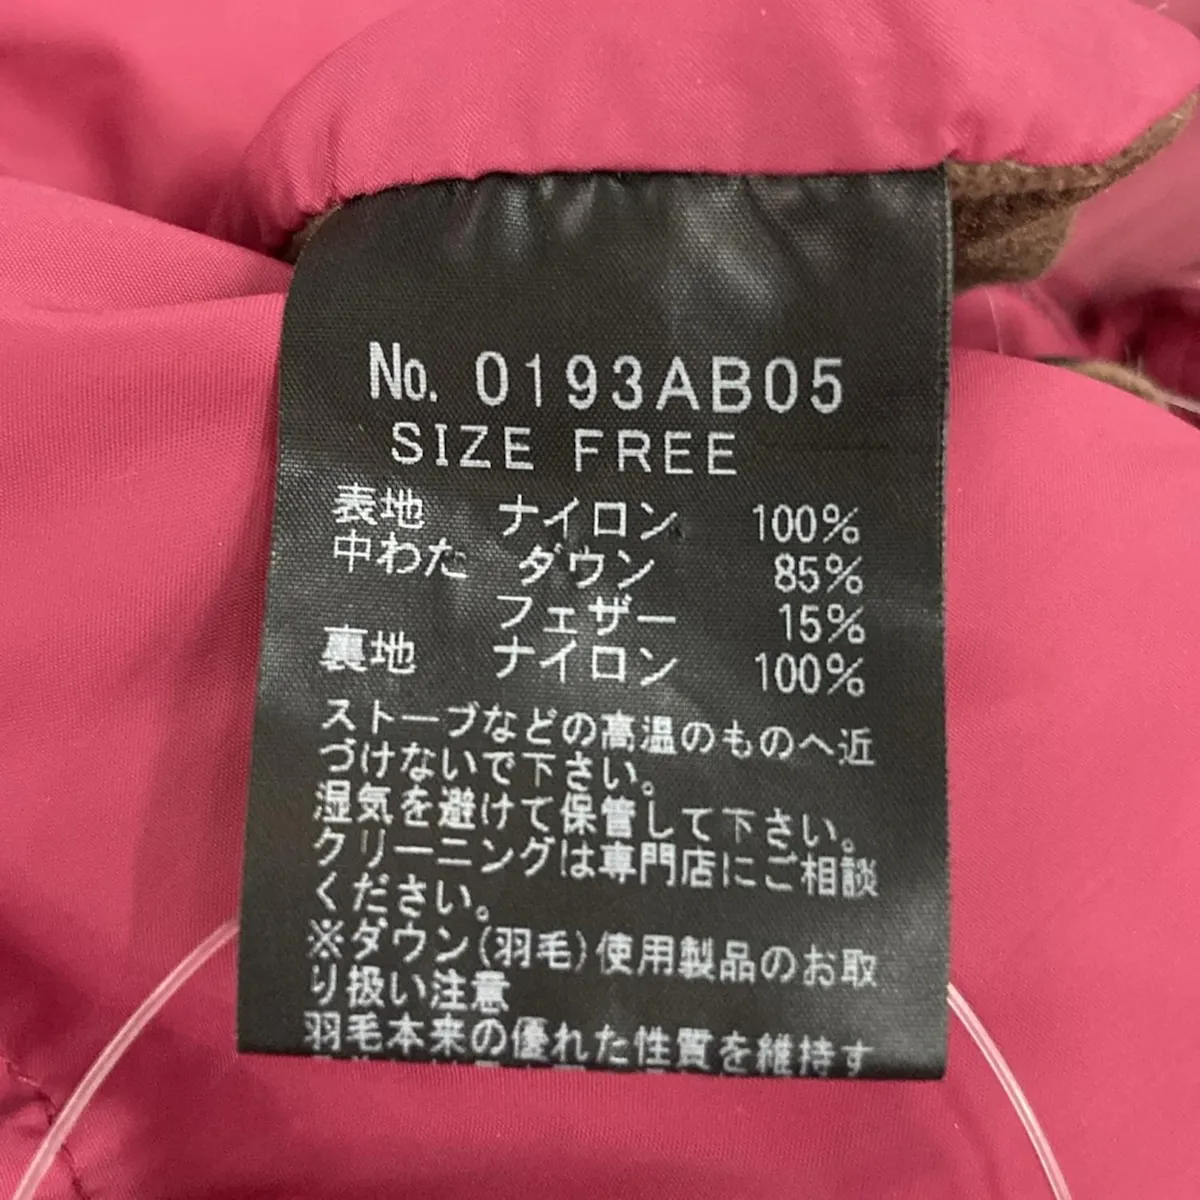 No. 0193AB05
SIZE FREE
表地 ナイロン 100%
中わた ダウン 85%
フェザー 15%
裏地 ナイロン 100%
ストーブなどの高温のものへ近
づけないで下さい。
湿気を避けて保管して下さい。
クリーニングは専門店にご相談
ください。
※ダウン(羽毛)使用製品のお取
り扱い注意
羽毛本来の優れた性質を維持す